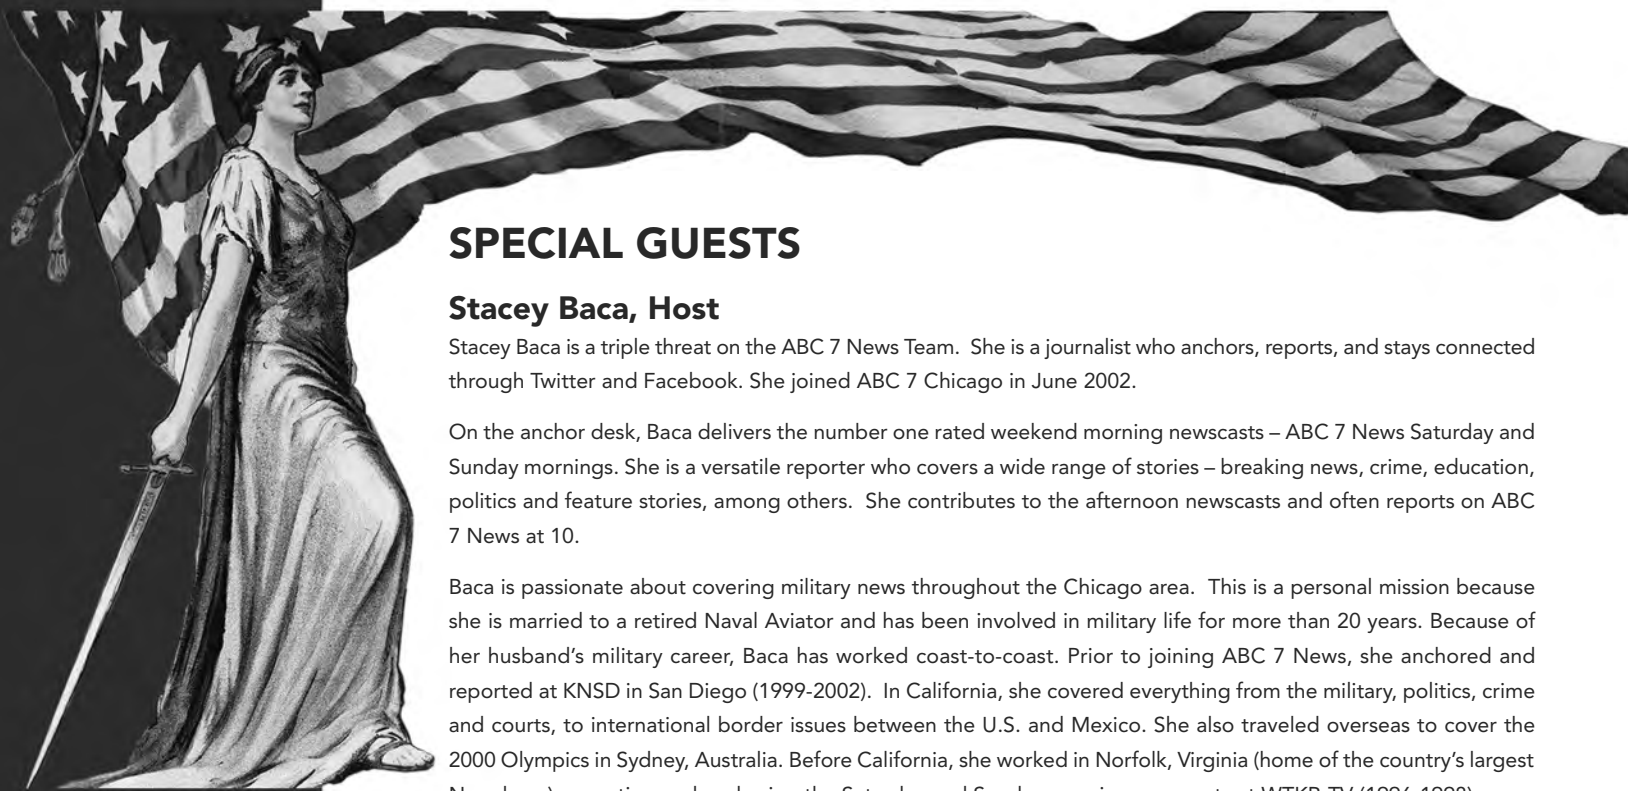 SPECIAL GUESTS
Stacey Baca, Host
Stacey Baca is a triple threat on the ABC 7 News Team.  She is a journalist who anchors, reports, and stays connected
through Twitter and Facebook. She joined ABC 7 Chicago in June 2002.
On the anchor desk, Baca delivers the number one rated weekend morning newscasts – ABC 7 News Saturday and
Sunday mornings. She is a versatile reporter who covers a wide range of stories – breaking news, crime, education,
politics and feature stories, among others.  She contributes to the afternoon newscasts and often reports on ABC
7 News at 10.
Baca is passionate about covering military news throughout the Chicago area.  This is a personal mission because
she is married to a retired Naval Aviator and has been involved in military life for more than 20 years. Because of
her husband’s military career, Baca has worked coast-to-coast. Prior to joining ABC 7 News, she anchored and
reported at KNSD in San Diego (1999-2002).  In California, she covered everything from the military, politics, crime
and courts, to international border issues between the U.S. and Mexico. She also traveled overseas to cover the
2000 Olympics in Sydney, Australia. Before California, she worked in Norfolk, Virginia (home of the country’s largest